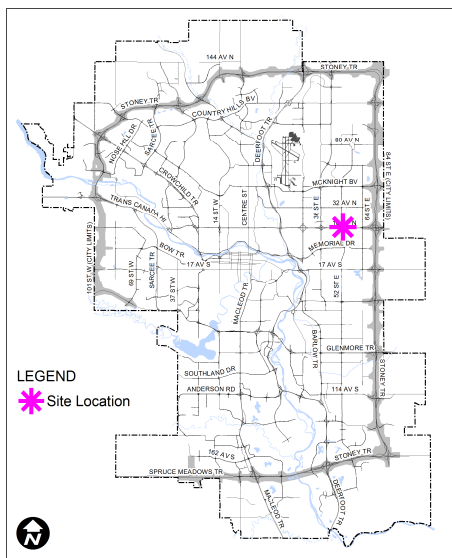 144 AV N
STONEY TR
STONEY TR
COUNTRY HILLS BV
DEERFOOT TR
NOSE HILL DR
SARCEE TR
80 AV N
CROWCHILD TR
84 ST E (CITY LIMITS)
MCKNIGHT BV
TRANS CANADA HI
14 ST W
CENTRE ST
36 ST E
32 AV N
64 ST E
N
MEMORIAL DR
BOW TR
17 AV S
17 AV S
101 ST W (CITY LIMITS)
69 ST W
SARCEE TR
37 ST W
52 ST E
MACLEOD TR
BARLOW TR
GLENMORE TR
STONEY TR
SOUTHLAND DR
ANDERSON RD
114 AV S
LEGEND
Site Location
162 AV S
STONEY TR
SPRUCE MEADOWS TR
MACLEOD TR
DEERFOOT TR
N